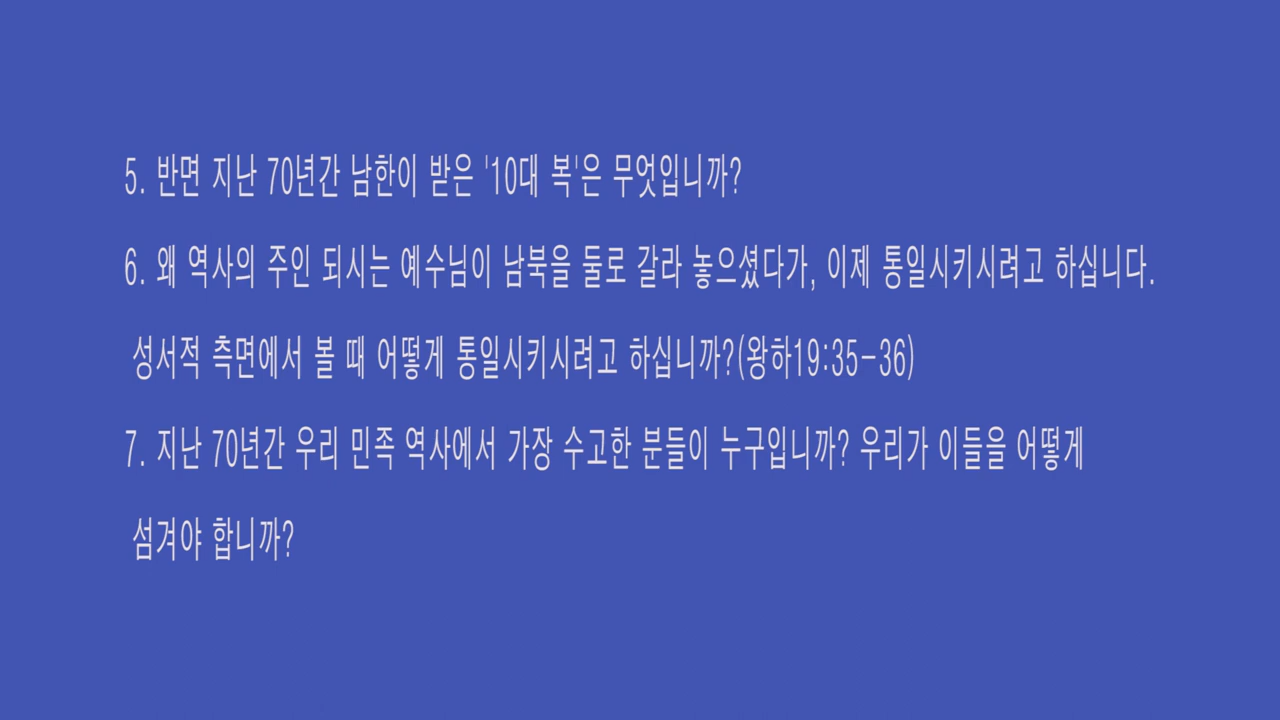 5. 반면 지난 70년간 남한이 받은 '10대 복'은 무엇입니까?
6. 왜 역사의 주인 되시는 예수님이 남북을 둘로 갈라 놓으셨다가, 이제 통일시키시려고 하십니다.
성서적 측면에서 볼 때 어떻게 통일시키시려고 하십니까?(왕하19:35-36)
7. 지난 70년간 우리 민족 역사에서 가장 수고한 분들이 누구입니까? 우리가 이들을 어떻게
섬겨야 합니까?